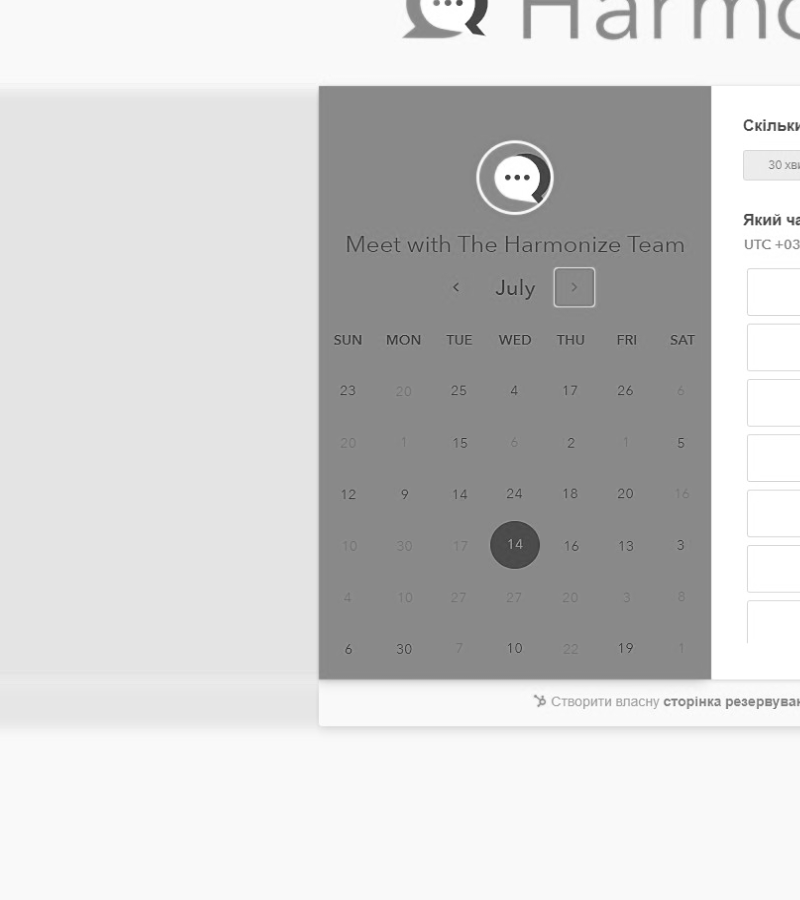 Harmo
Meet with The Harmonize Team
July
SUN MON TUE WED THU FRI SAT
23 20 25 4 17 26 6
20 1 15 6 2 1 5
12 9 14 24 18 20 16
10 30 17 14 16 13 3
4 10 27 27 20 3 8
6 30 7 10 22 19 1
Скільки
30 хви
Який ча
UTC +03
Створити власну сторінка резервуван